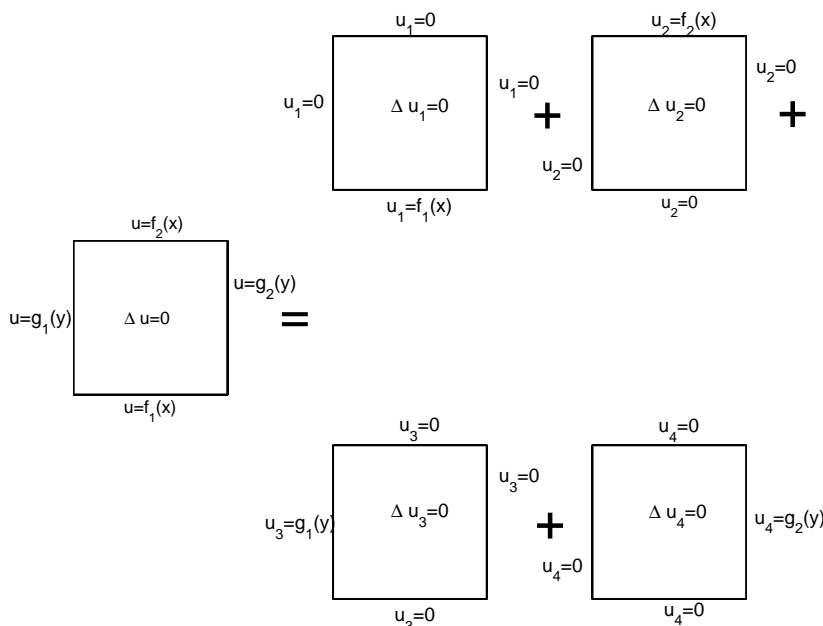 u₁=0
u₂=f₂(x)
u₁=0
Δ u₁=0
u₁=0
+
u₂=0
Δ u₂=0
u₂=0
+
u₁=f₁(x)
u₂=0
u=f₂(x)
u=g₁(y)
Δ u=0
u=g₂(y)
=
u=f₁(x)
u₃=0
u₄=0
u₃=g₁(y)
Δ u₃=0
u₃=0
+
u₄=0
Δ u₄=0
u₄=g₂(y)
u₃=0
u₄=0